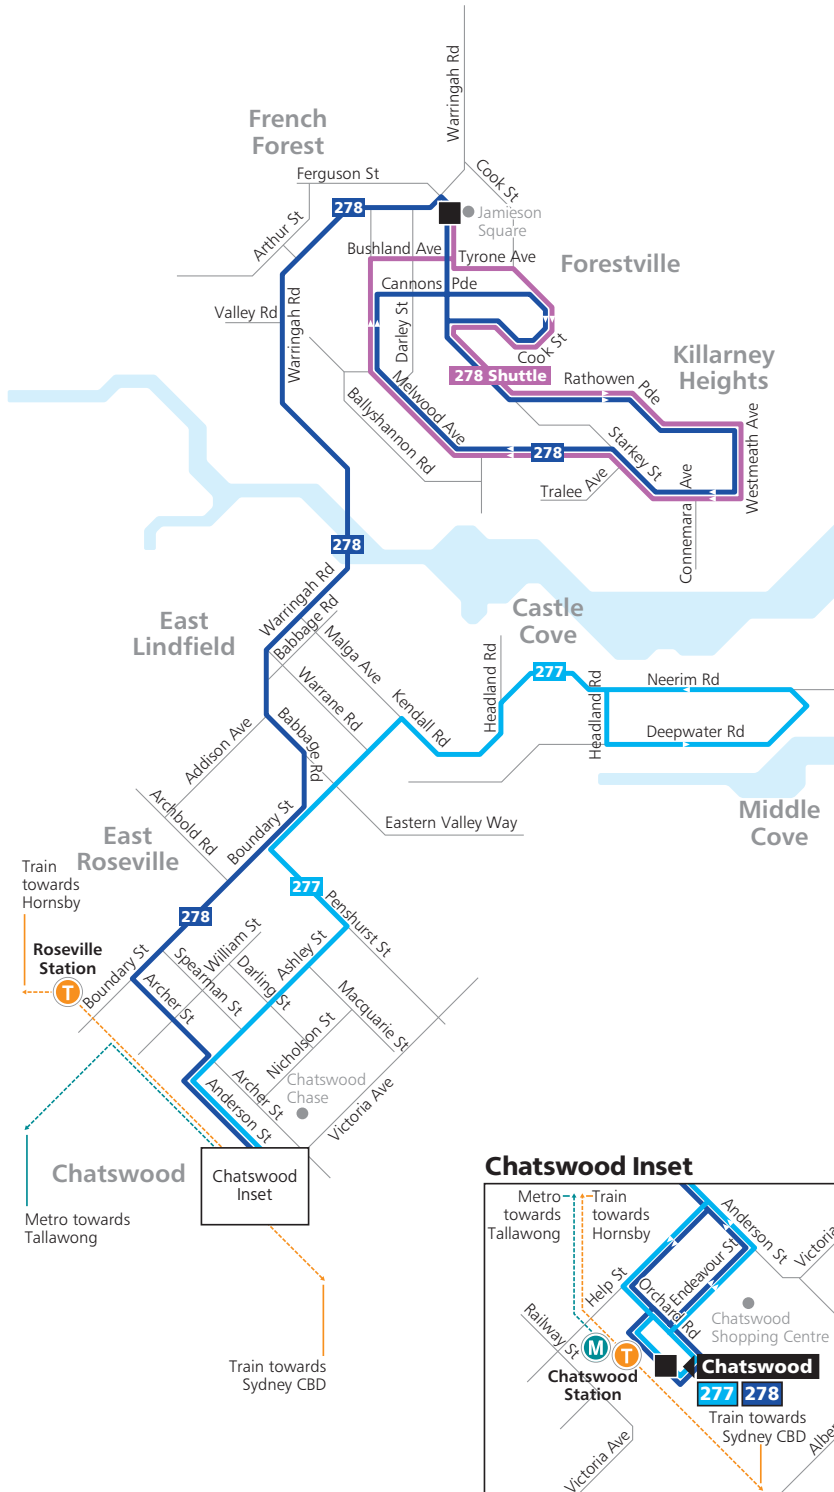 Warringah Rd
French
Forest
Ferguson St
Cook St
278
Jamieson
Square
Arthur St
Bushland Ave
Tyrone Ave
Forestville
Cannons Pde
Valley Rd
Warringah Rd
Darley St
Cook St
Killarney
Heights
278 Shuttle
Rathowen Pde
Melwood Ave
Ballyshannon Rd
Westmeath Ave
Starkey St
278
Tralee Ave
Connemara Ave
278
Warringah Rd
Castle
Cove
East
Lindfield
Babbage Rd
Malga Ave
Headland Rd
277
Neerim Rd
Warrane Rd
Kendall Rd
Headland Rd
Deepwater Rd
Addison Ave
Babbage Rd
Archbold Rd
Boundary St
Eastern Valley Way
Middle
Cove
East
Roseville
Train
towards
Hornsby
277
Penshurst St
278
Roseville
Station
T
Boundary St
William St
Spearman St
Darling St
Ashley St
Archer St
Macquarie St
Nicholson St
Archer St
Chatswood
Chase
Anderson St
Victoria Ave
Chatswood
Chatswood
Inset
Metro towards
Tallawong
Train towards
Sydney CBD
Chatswood Inset
Metro
towards
Tallawong
Train
towards
Hornsby
Anderson St
Victoria
Endeavour St
Help St
Orchard Rd
Chatswood
Shopping Centre
Railway St
M
T
Chatswood
Station
Chatswood
277
278
Train towards
Sydney CBD
Victoria Ave
Albe